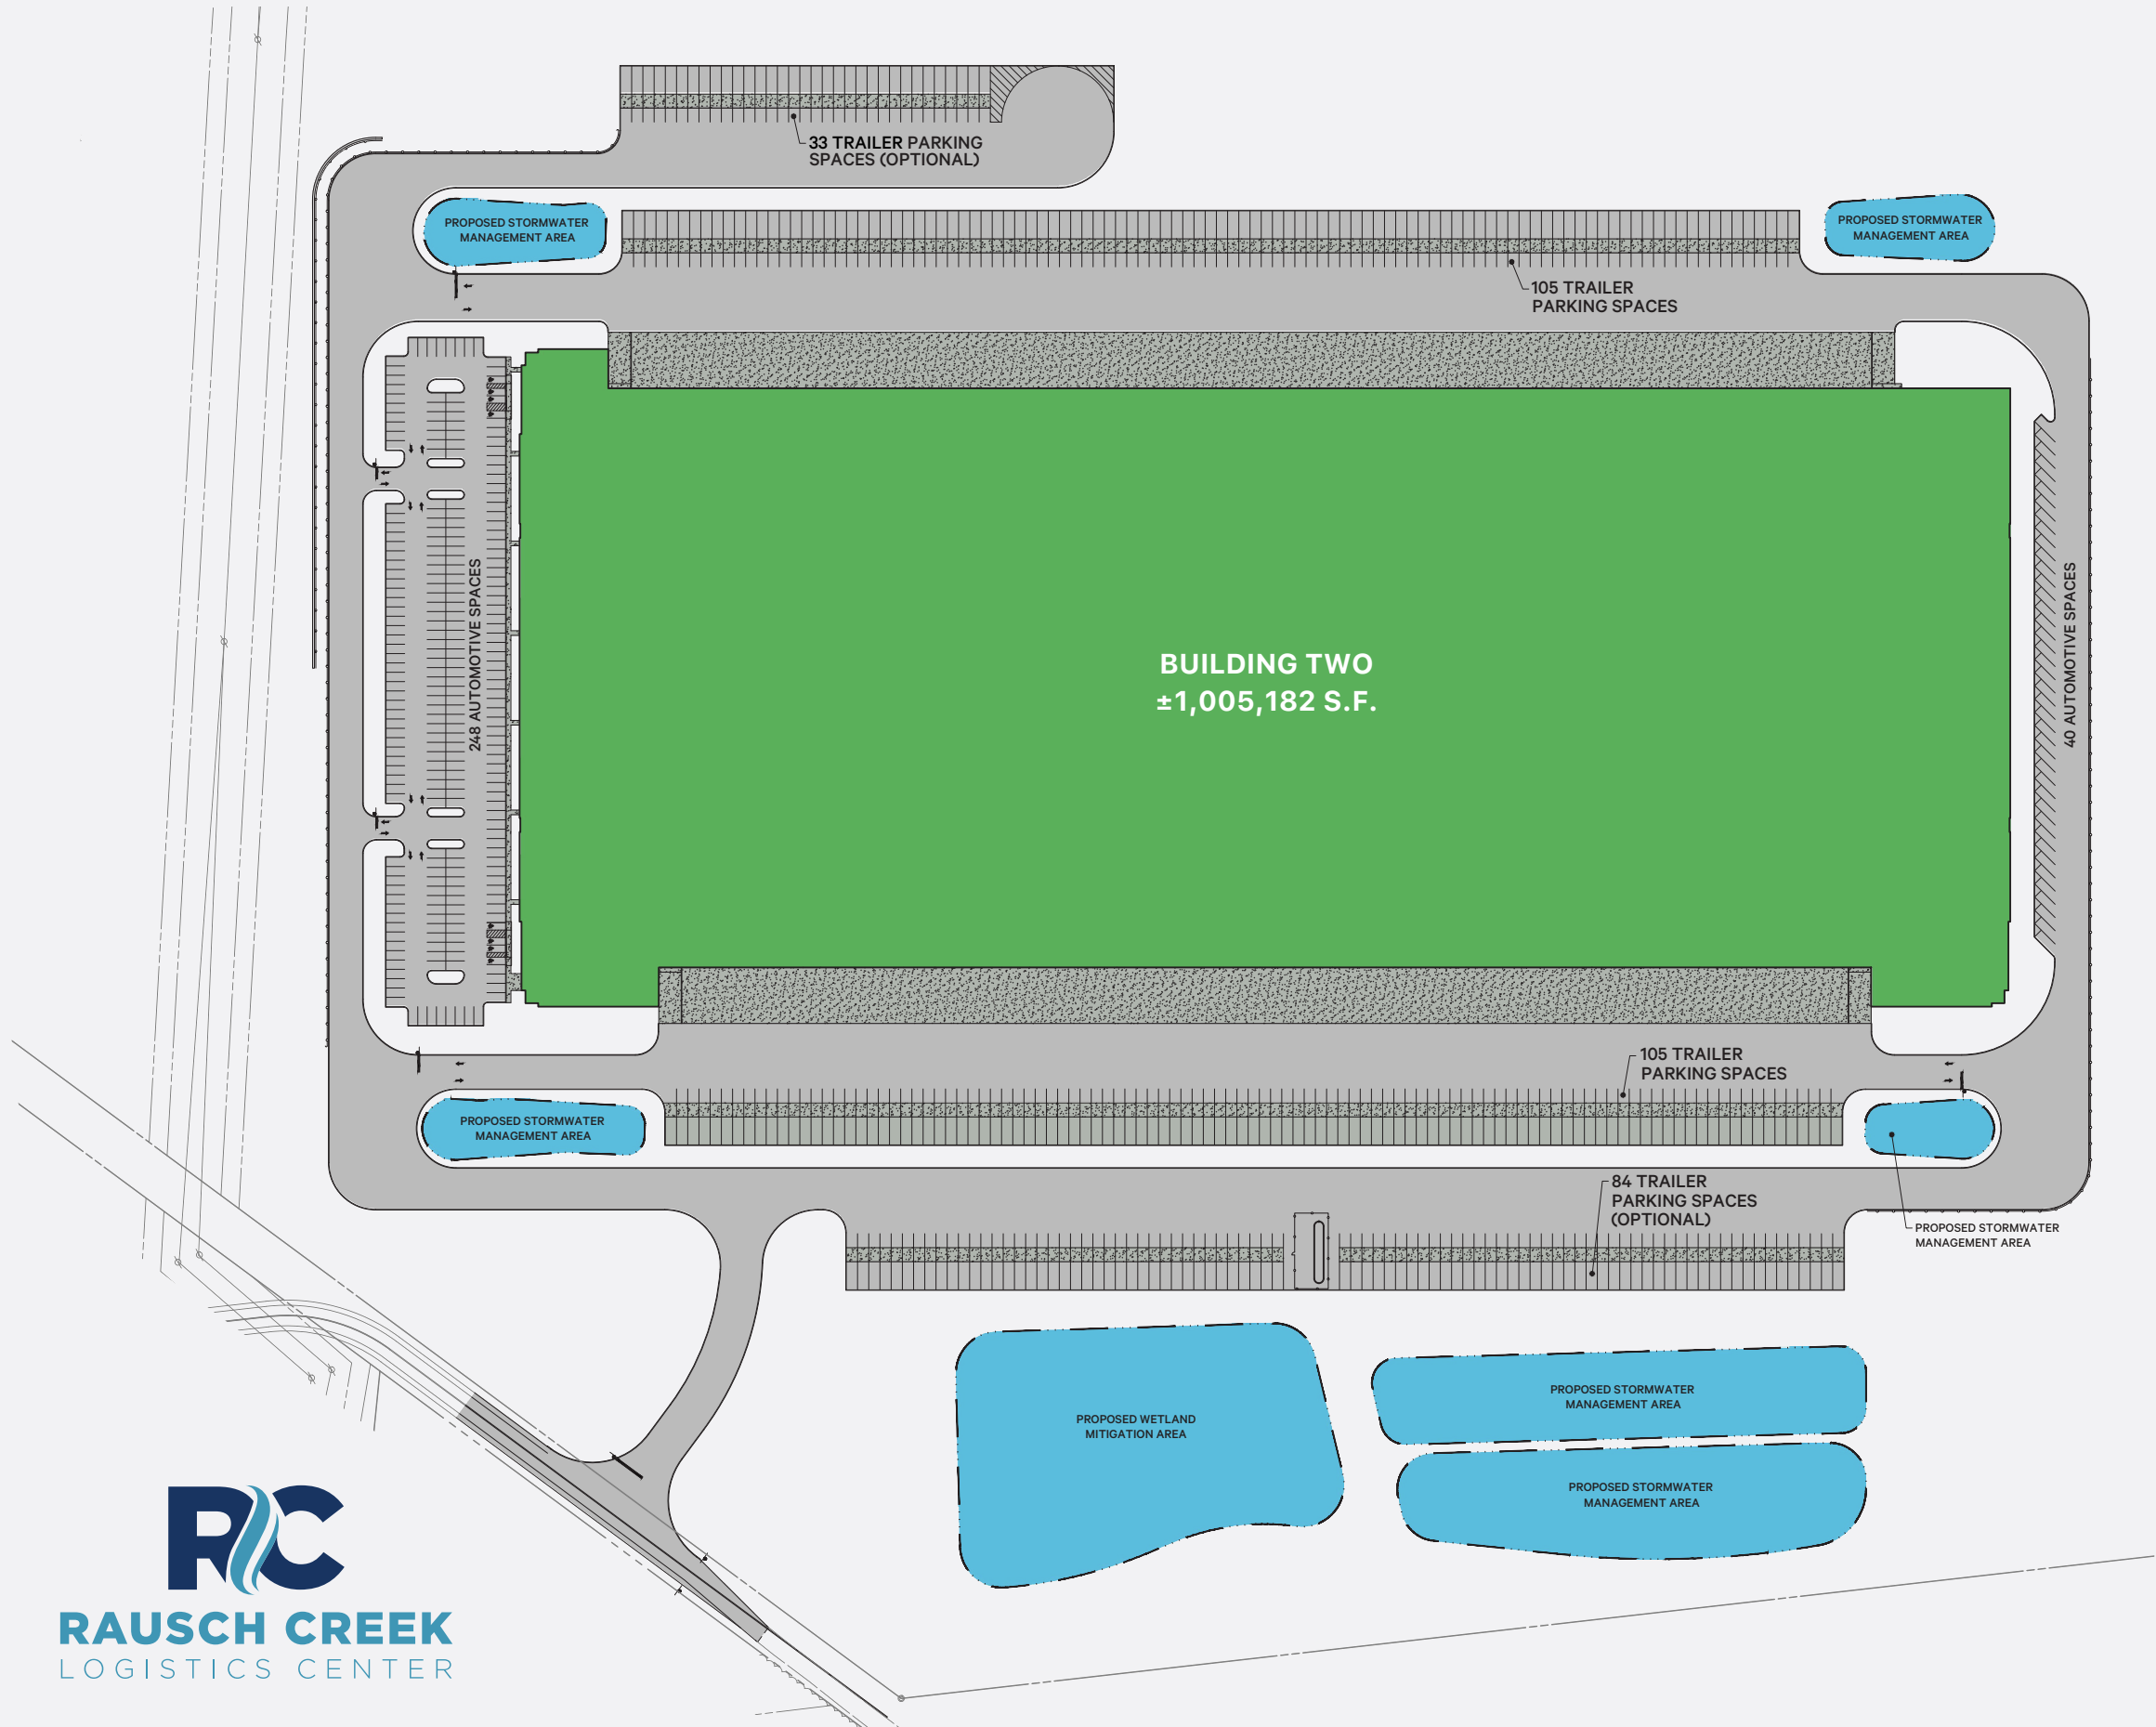 33 TRAILER PARKING
SPACES (OPTIONAL)
PROPOSED STORMWATER
MANAGEMENT AREA
PROPOSED STORMWATER
MANAGEMENT AREA
105 TRAILER
PARKING SPACES
248 AUTOMOTIVE SPACES
BUILDING TWO
±1,005,182 S.F.
40 AUTOMOTIVE SPACES
105 TRAILER
PARKING SPACES
PROPOSED STORMWATER
MANAGEMENT AREA
84 TRAILER
PARKING SPACES
(OPTIONAL)
PROPOSED STORMWATER
MANAGEMENT AREA
PROPOSED WETLAND
MITIGATION AREA
PROPOSED STORMWATER
MANAGEMENT AREA
PROPOSED STORMWATER
MANAGEMENT AREA
RC
RAUSCH CREEK
LOGISTICS CENTER